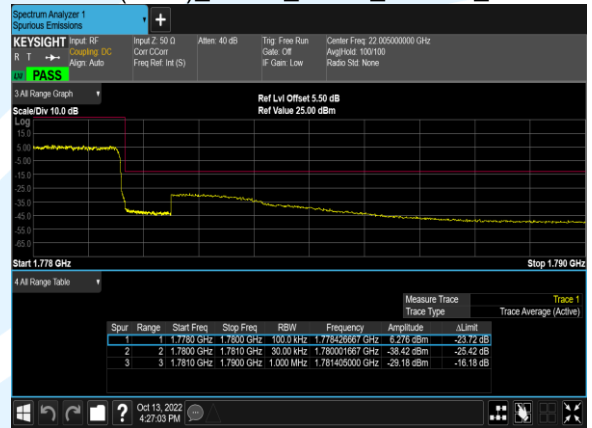 Spectrum Analyzer 1
Spurious Emissions
KEYSIGHT Input: RF Input Z: 50 Ω Atten: 40 dB Trig: Free Run Center Freq: 22.005000000 GHz
R T Coupling: DC Corr CCorr Gate: Off Avg|Hold: 100/100
Align: Auto Freq Ref: Int (S) IF Gain: Low Radio Std: None
LW PASS
3 All Range Graph
Ref Lvl Offset 5.50 dB
Scale/Div 10.0 dB Ref Value 25.00 dBm
Log
15.0
5.00
-5.00
-15.0
-25.0
-35.0
-45.0
-55.0
-65.0
Start 1.778 GHz Stop 1.790 GHz
4 All Range Table
Measure Trace Trace 1
Trace Type Trace Average (Active)
Spur Range Start Freq Stop Freq RBW Frequency Amplitude ΔLimit
1 1 1.7780 GHz 1.7800 GHz 100.0 kHz 1.778426667 GHz 6.276 dBm -23.72 dB
2 2 1.7800 GHz 1.7810 GHz 30.00 kHz 1.780001667 GHz -38.42 dBm -25.42 dB
3 3 1.7810 GHz 1.7900 GHz 1.000 MHz 1.781405000 GHz -29.18 dBm -16.18 dB
? Oct 13, 2022
4:27:03 PM